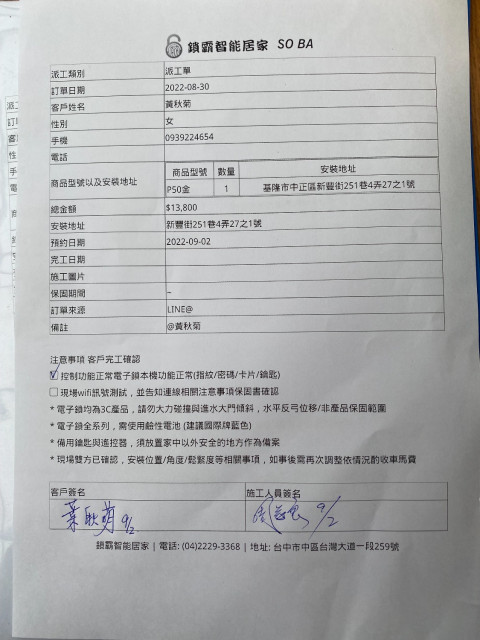 鎖霸智能居家 SO BA
派工類別 派工單
訂單日期 2022-08-30
客戶姓名 黃秋菊
性別 女
手機 0939224654
電話
商品型號以及安裝地址
商品型號 數量 安裝地址
P50金 1 基隆市中正區新豐街251巷4弄27之1號
總金額 $13,800
安裝地址 新豐街251巷4弄27之1號
預約日期 2022-09-02
完工日期
施工圖片
保固期間 –
訂單來源 LINE@
備註 @黃秋菊
注意事項 客戶完工確認
控制功能正常電子鎖本機功能正常(指紋/密碼/卡片/鑰匙)
現場wifi訊號測試，並告知連線相關注意事項保固書確認
* 電子鎖均為3C產品，請勿大力碰撞與進水大門傾斜，水平反弓位移/非產品保固範圍
* 電子鎖全系列，需使用鹼性電池 (建議國際牌藍色)
* 備用鑰匙與遙控器，須放置家中以外安全的地方作為備案
* 現場雙方已確認，安裝位置/角度/鬆緊度等相關事項，如事後需再次調整依情況酌收車馬費
客戶簽名 施工人員簽名
葉 9/2 9/2
鎖霸智能居家 | 電話: (04)2229-3368 | 地址: 台中市中區台灣大道一段259號